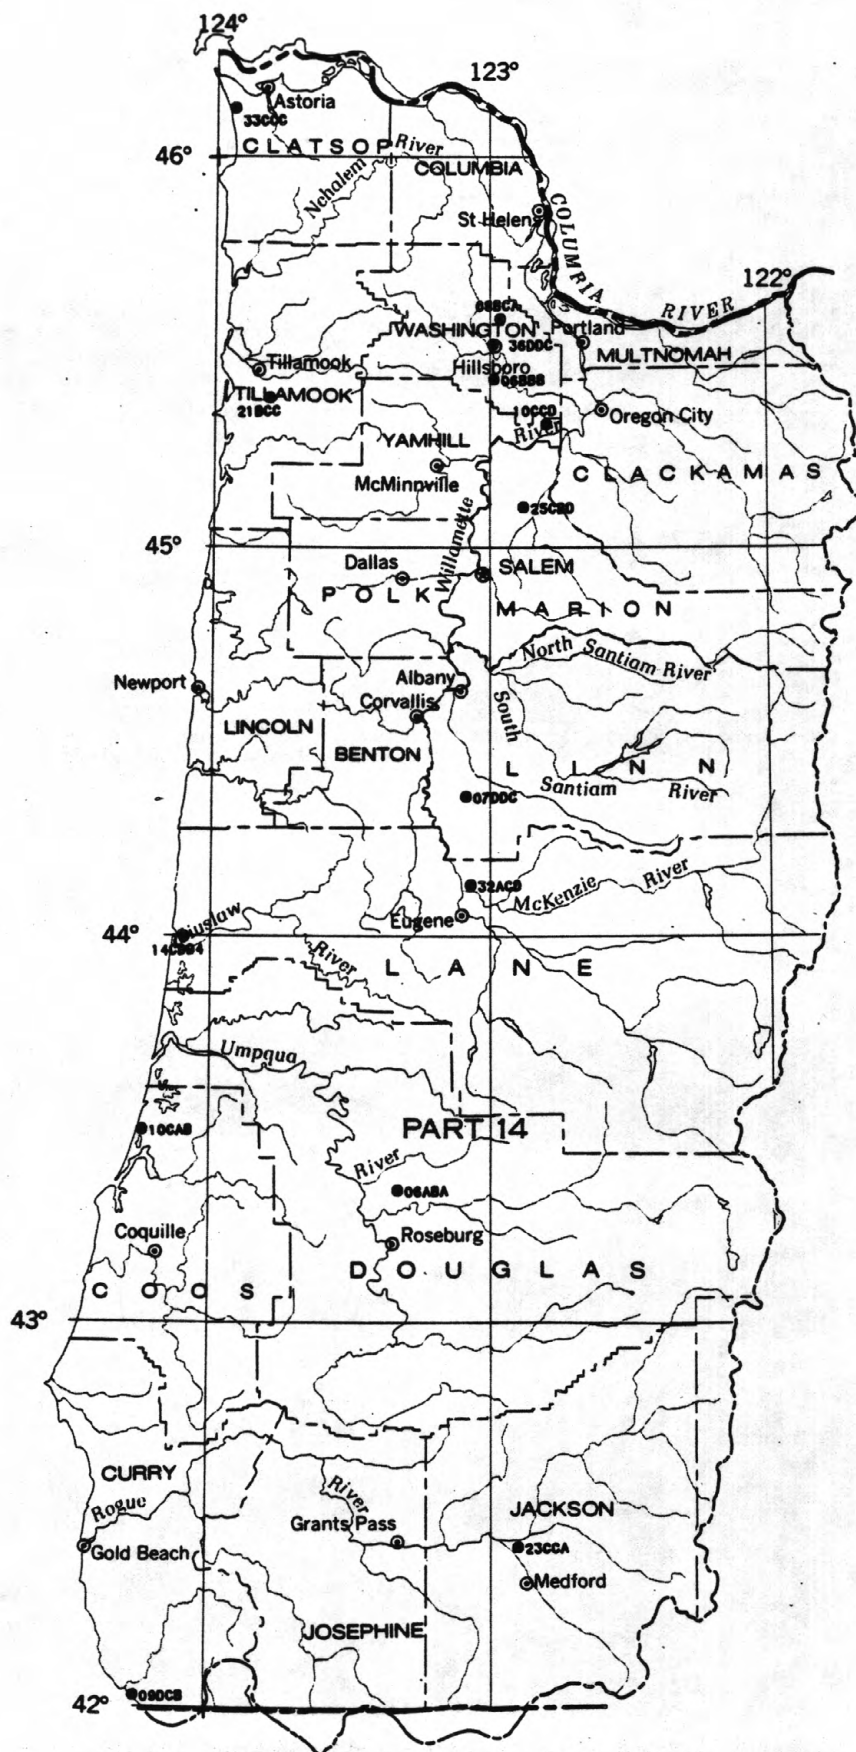 124°
123°
Astoria
33CCC
CLATSOP
River
46°
COLUMBIA
Nehalem
St Helens
COLUMBIA
122°
RIVER
WASHINGTON
Portland
36DDC
MULTNOMAH
Tillamook
Hillsboro
06BBB
TILLAMOOK
21BCC
10CCD
Oregon City
River
YAMHILL
CLACKAMAS
McMinnville
25CBD
Willamette
45°
Dallas
SALEM
POLK
MARION
North Santiam River
Newport
Albany
Corvallis
South
LINCOLN
BENTON
LINN
Santiam River
07DDC
32ACD
McKenzie River
Eugene
Siuslaw
44°
River
LANE
Umpqua
PART 14
10CAB
River
06ABA
Coquille
Roseburg
DOUGLAS
COOS
43°
CURRY
River
Rogue
JACKSON
Grants Pass
23CCA
Gold Beach
Medford
JOSEPHINE
09DCB
42°